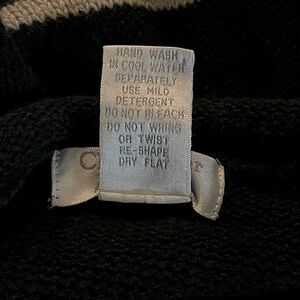 HAND WASH
IN COOL WATER
SEPARATELY
USE MILD
DETERGENT
DO NOT BLEACH
DO NOT WRING
OR TWIST
RE-SHAPE
DRY FLAT